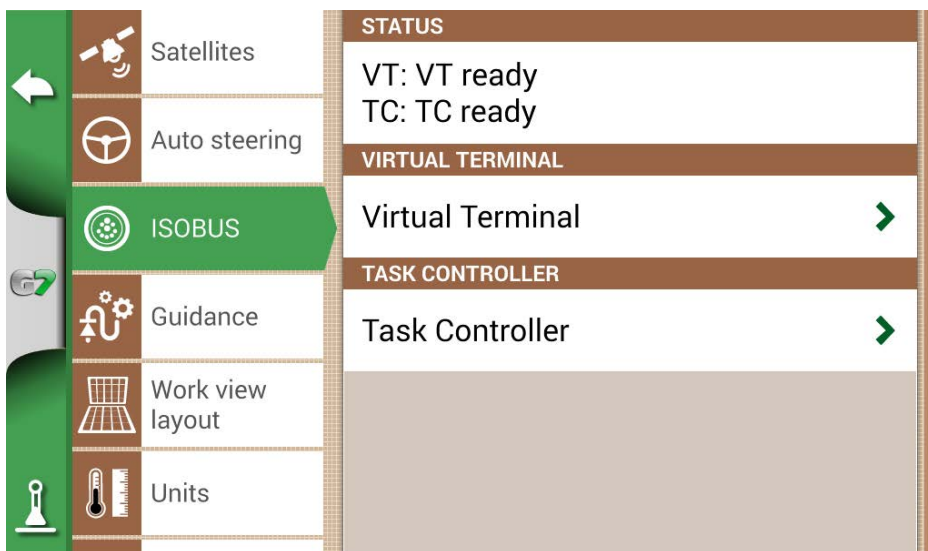 Satellites
Auto steering
ISOBUS
Guidance
Work view
layout
Units
G7
STATUS
VT: VT ready
TC: TC ready
VIRTUAL TERMINAL
Virtual Terminal
TASK CONTROLLER
Task Controller